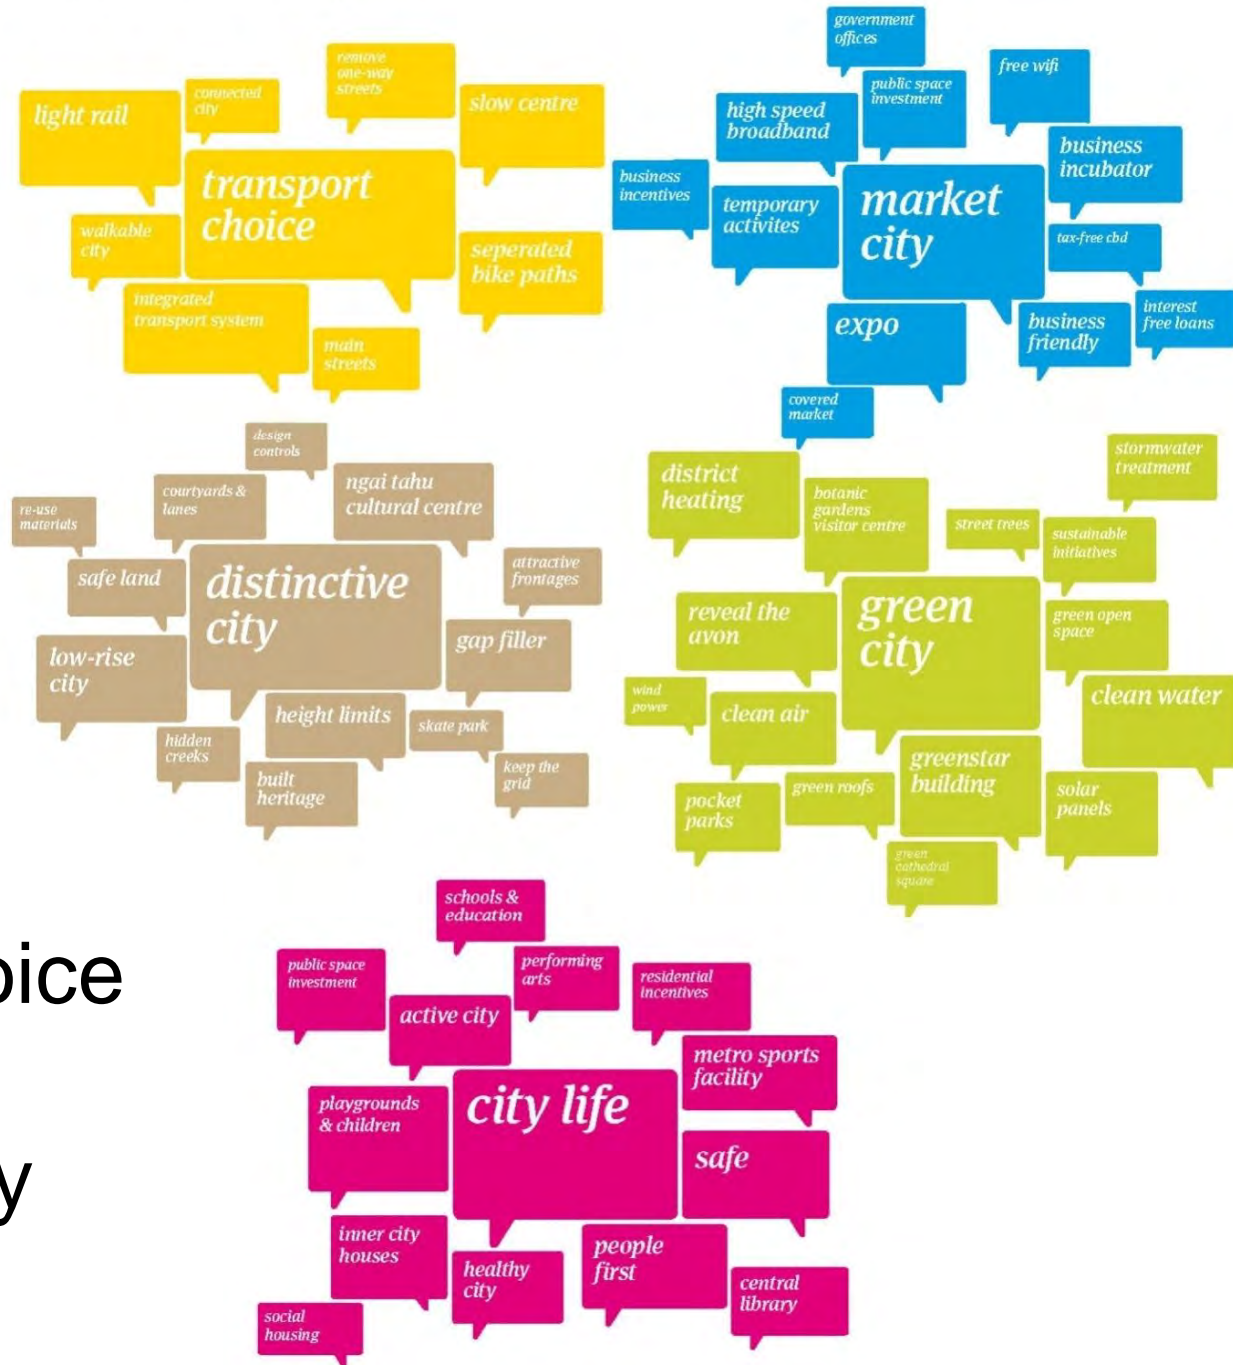 remove
one-way
streets
connected
city
light rail
slow centre
transport
choice
walkable
city
seperated
bike paths
integrated
transport system
main
streets
government
offices
free wifi
public space
investment
high speed
broadband
business
incubator
business
incentives
temporary
activites
market
city
tax-free cbd
expo
business
friendly
interest
free loans
covered
market
design
controls
ngai tahu
cultural centre
courtyards &
lanes
re-use
materials
safe land
distinctive
city
attractive
frontages
low-rise
city
gap filler
height limits
skate park
hidden
creeks
built
heritage
keep the
grid
stormwater
treatment
district
heating
botanic
gardens
visitor centre
street trees
sustainable
initiatives
reveal the
avon
green
city
green open
space
wind
power
clean air
clean water
greenstar
building
pocket
parks
green roofs
solar
panels
green
cathedral
square
schools &
education
public space
investment
performing
arts
residential
incentives
active city
metro sports
facility
playgrounds
& children
city life
safe
inner city
houses
people
first
healthy
city
central
library
social
housing
oice
y